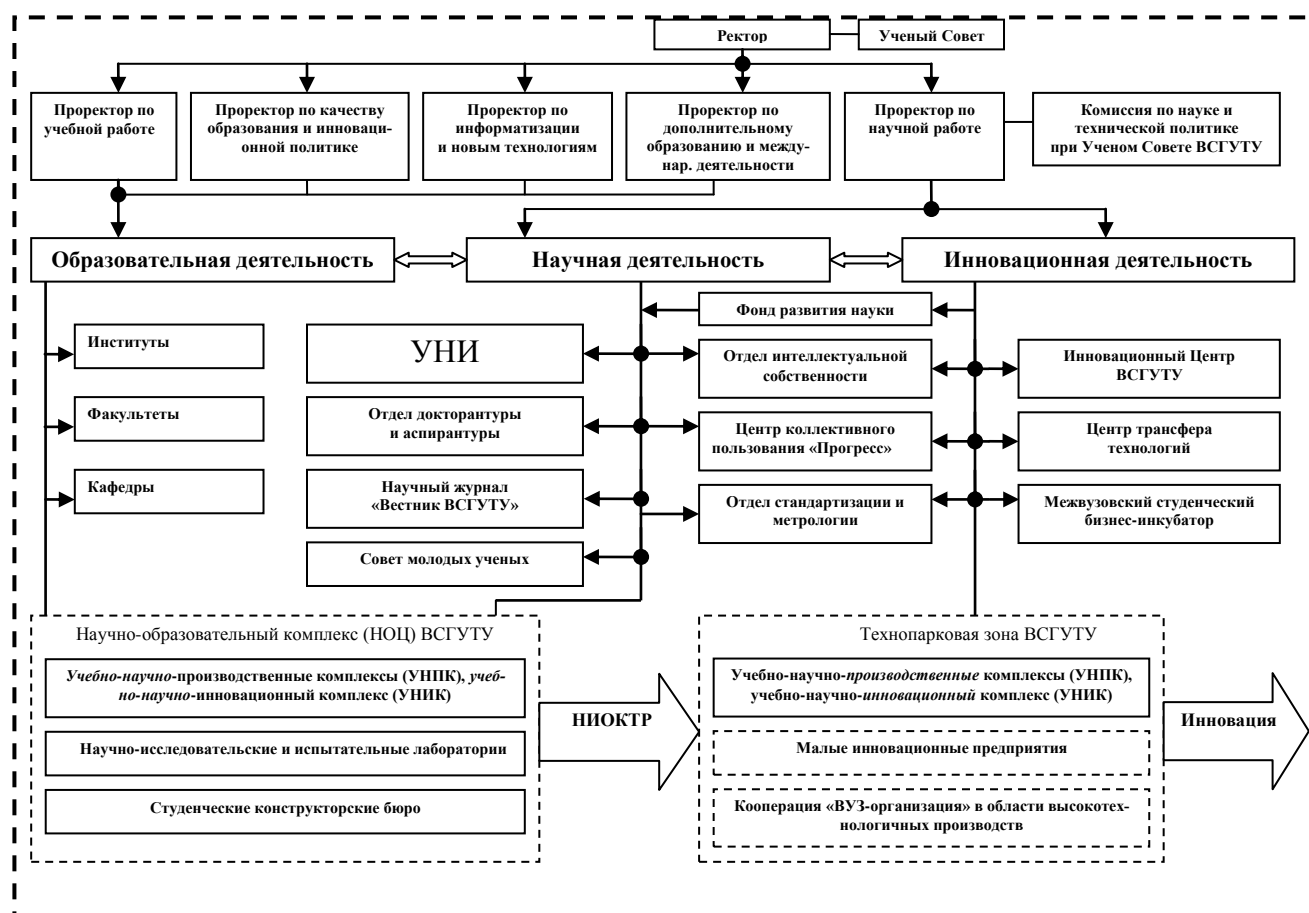 Ректор
Ученый Совет
Проректор по
учебной работе
Проректор по качеству
образования и инноваци-
онной политике
Проректор по
информатизации
и новым технологиям
Проректор по
дополнительному
образованию и между-
нар. деятельности
Проректор по
научной работе
Комиссия по науке и
технической политике
при Ученом Совете ВСГУТУ
Образовательная деятельность
Научная деятельность
Инновационная деятельность
Фонд развития науки
Институты
УНИ
Отдел интеллектуальной
собственности
Инновационный Центр
ВСГУТУ
Факультеты
Отдел докторантуры
и аспирантуры
Центр коллективного
пользования «Прогресс»
Центр трансфера
технологий
Кафедры
Научный журнал
«Вестник ВСГУТУ»
Отдел стандартизации и
метрологии
Межвузовский студенческий
бизнес-инкубатор
Совет молодых ученых
Научно-образовательный комплекс (НОЦ) ВСГУТУ
Учебно-научно-производственные комплексы (УНПК), учеб-
но-научно-инновационный комплекс (УНИК)
Научно-исследовательские и испытательные лаборатории
Студенческие конструкторские бюро
НИОКТР
Технопарковая зона ВСГУТУ
Учебно-научно-производственные комплексы (УНПК),
учебно-научно-инновационный комплекс (УНИК)
Малые инновационные предприятия
Кооперация «ВУЗ-организация» в области высокотех-
нологичных производств
Инновация